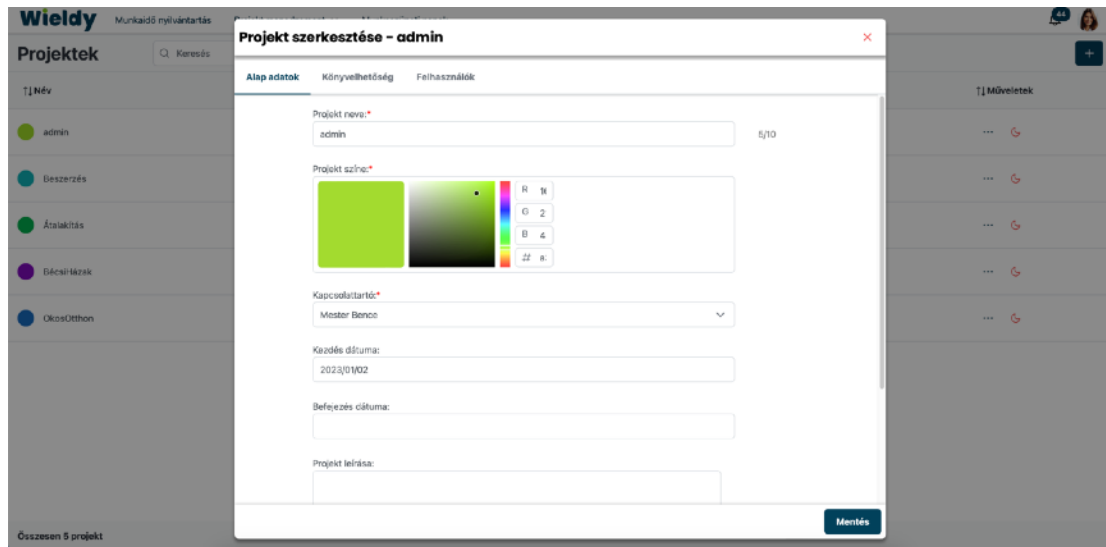 Wieldy Munkaidő nyilvántartás
44
Projektek
Keresés
+
↑↓ Név
↑↓ Műveletek
admin
Beszerzés
Átalakítás
BécsiHázak
OkosOtthon
Összesen 5 projekt
Projekt szerkesztése - admin
Alap adatok Könyvelhetőség Felhasználók
Projekt neve:*
admin
5/10
Projekt színe:*
R
G 2
B 4
#
Kapcsolattartó:*
Mester Bence
Kezdés dátuma:
2023/01/02
Befejezés dátuma:
Projekt leírása:
Mentés